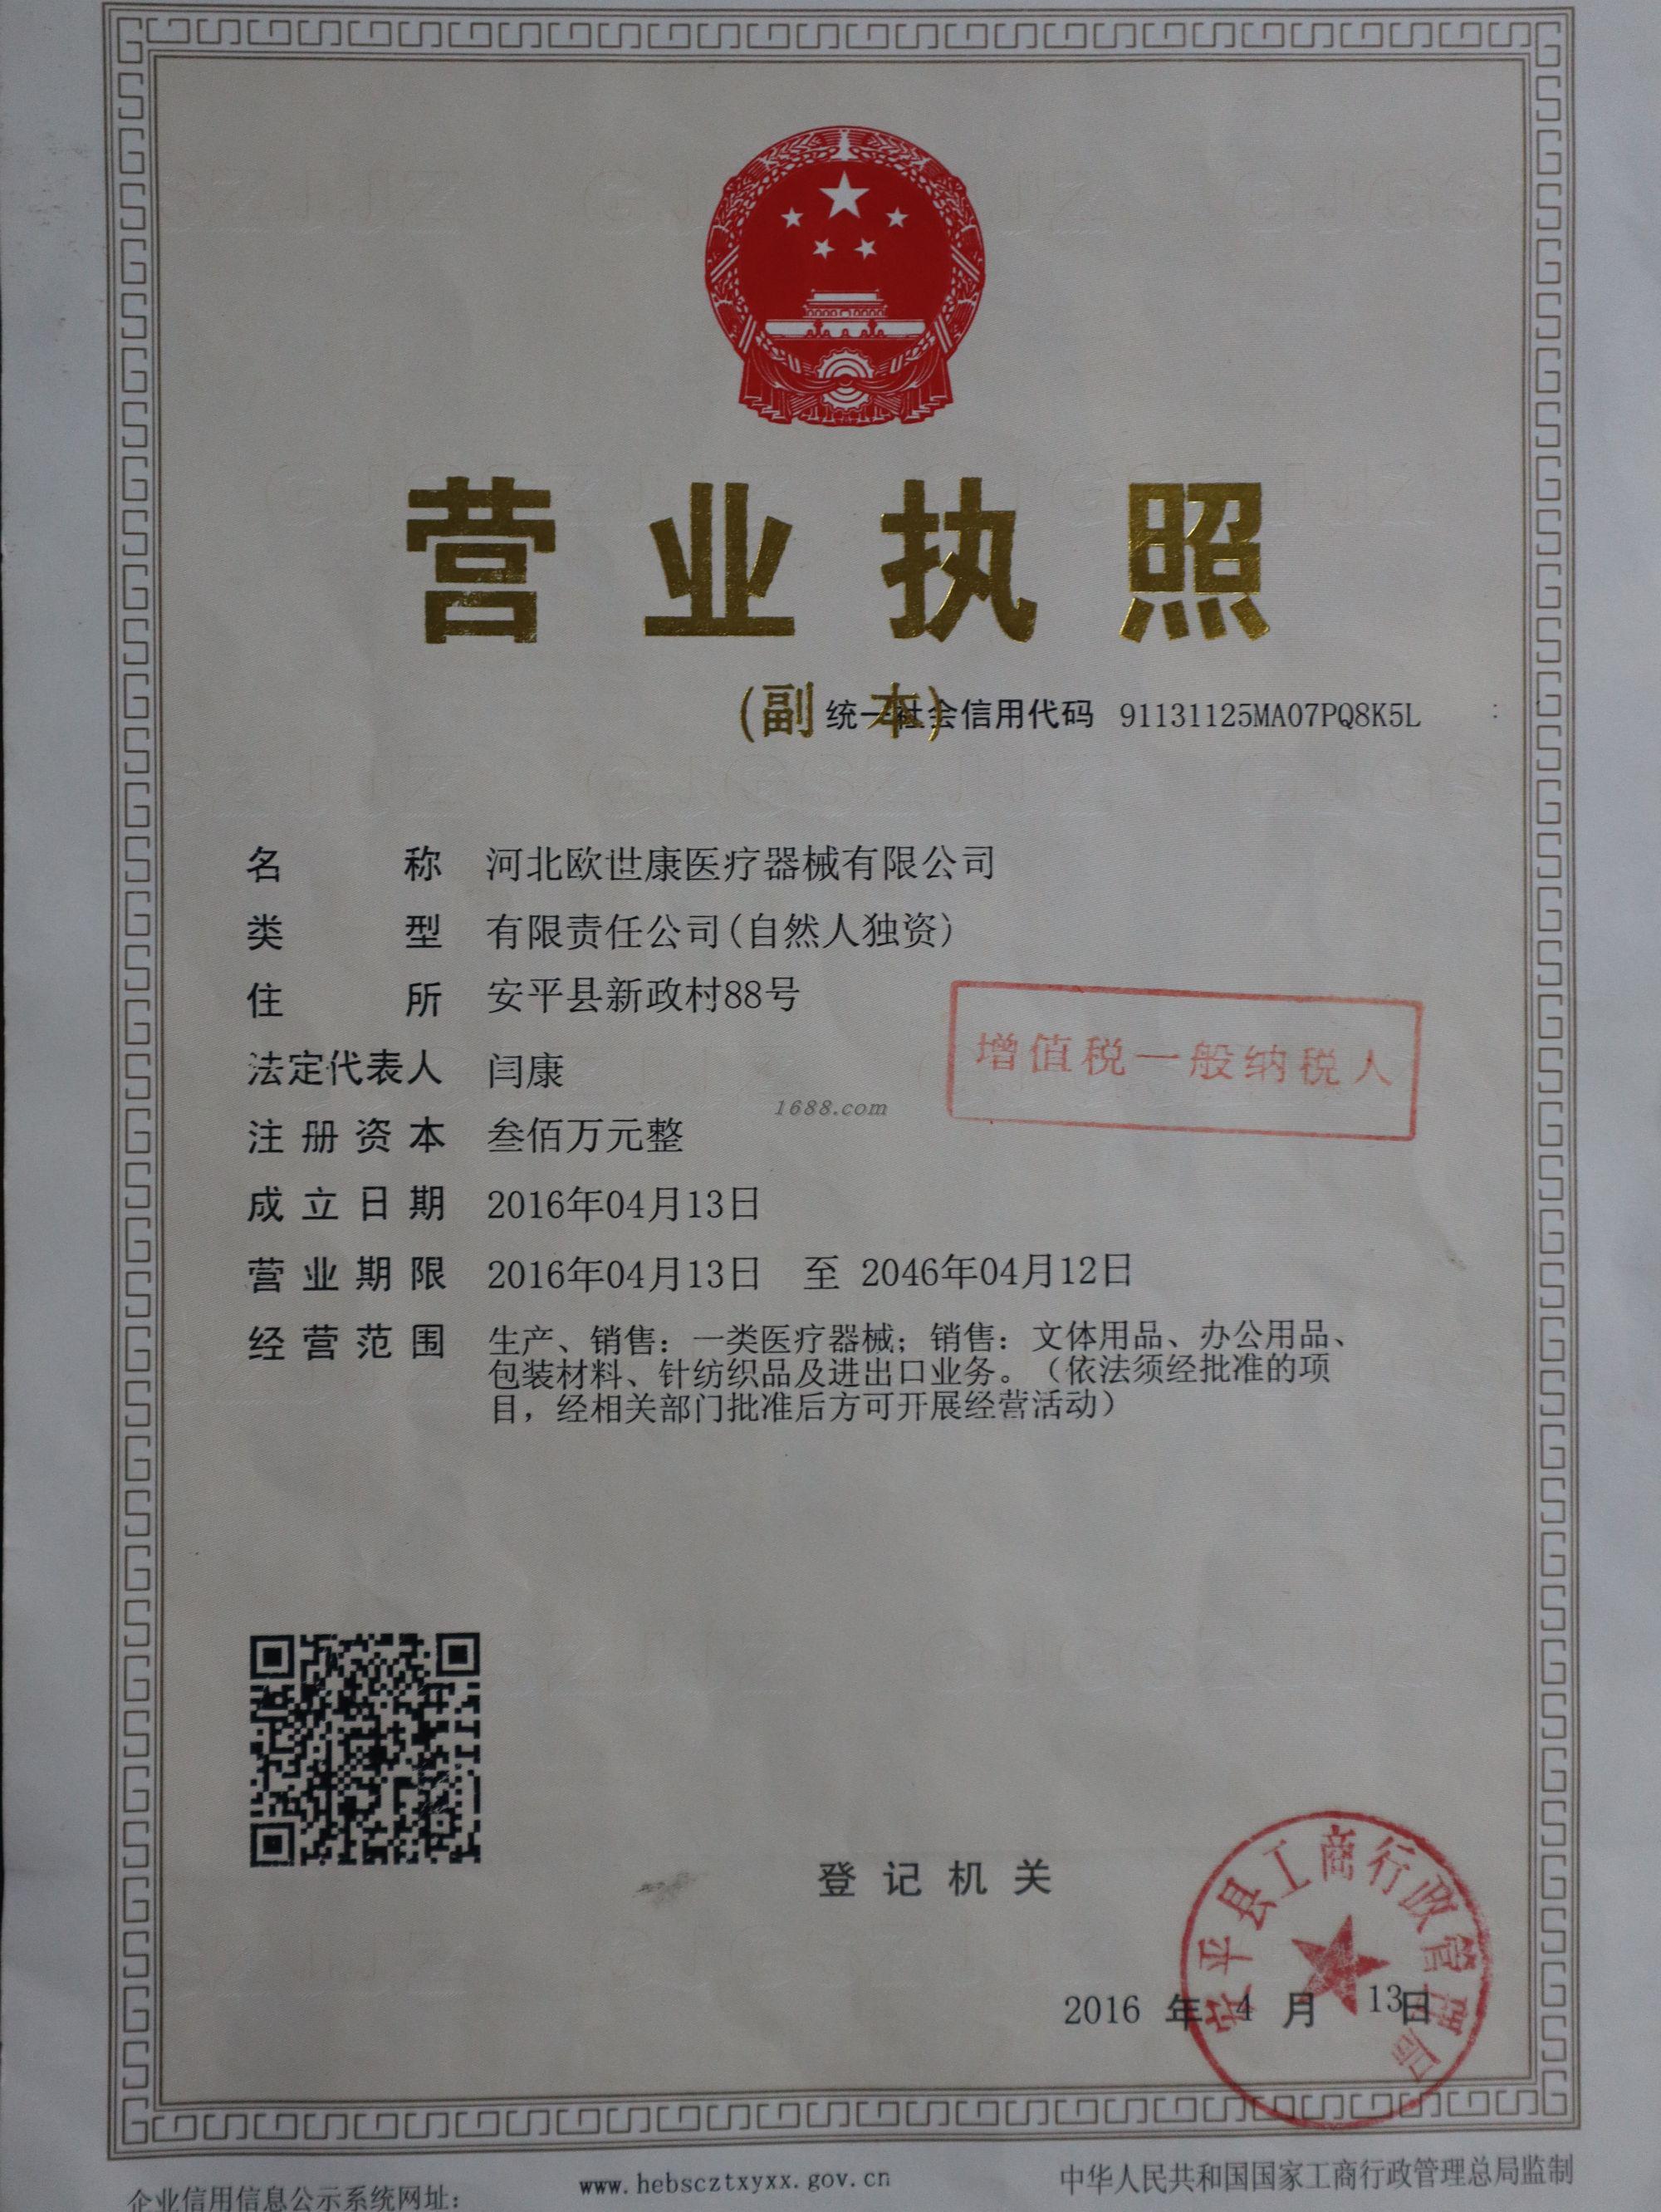 营业执照
(副 本)
统一社会信用代码 91131125MA07PQ8K5L
名称 河北欧世康医疗器械有限公司
类型 有限责任公司(自然人独资)
住所 安平县新政村88号
增值税一般纳税人
法定代表人 闫康
1688.com
注册资本 叁佰万元整
成立日期 2016年04月13日
营业期限 2016年04月13日 至 2046年04月12日
经营范围 生产、销售：一类医疗器械；销售：文体用品、办公用品、
包装材料、针纺织品及进出口业务。（依法须经批准的项
目，经相关部门批准后方可开展经营活动）
登记机关
安平县工商行政管理局
2016 年 4 月 13日
企业信用信息公示系统网址：
www.hebscztxyxx.gov.cn
中华人民共和国国家工商行政管理总局监制